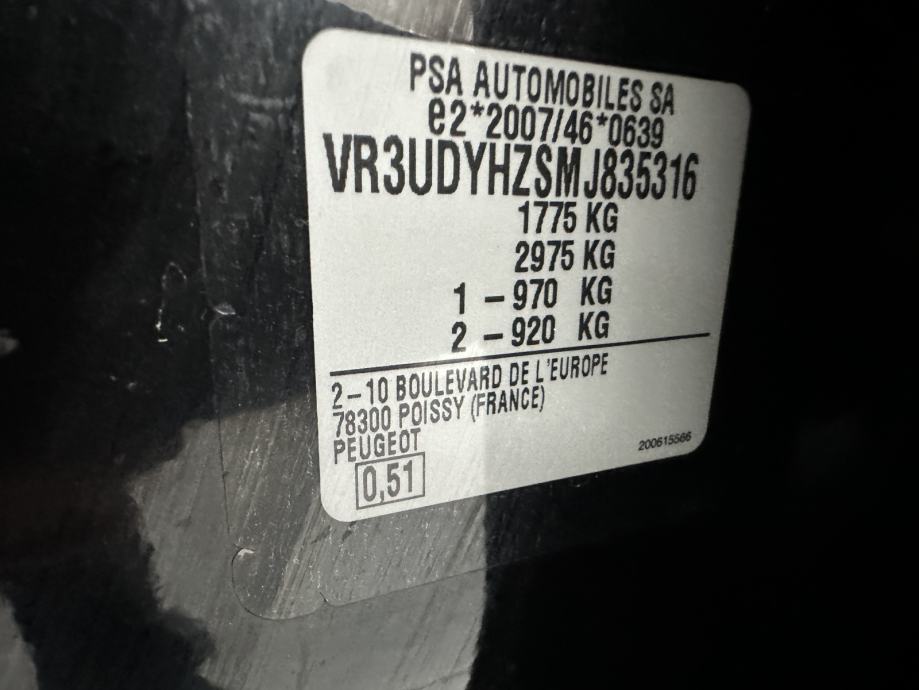 PSA AUTOMOBILES SA
e2*2007/46*0639
VR3UDYHZSMJ835316
1775 KG
2975 KG
1 – 970 KG
2 – 920 KG
2–10 BOULEVARD DE L'EUROPE
78300 POISSY (FRANCE)
PEUGEOT
200615566
0,51